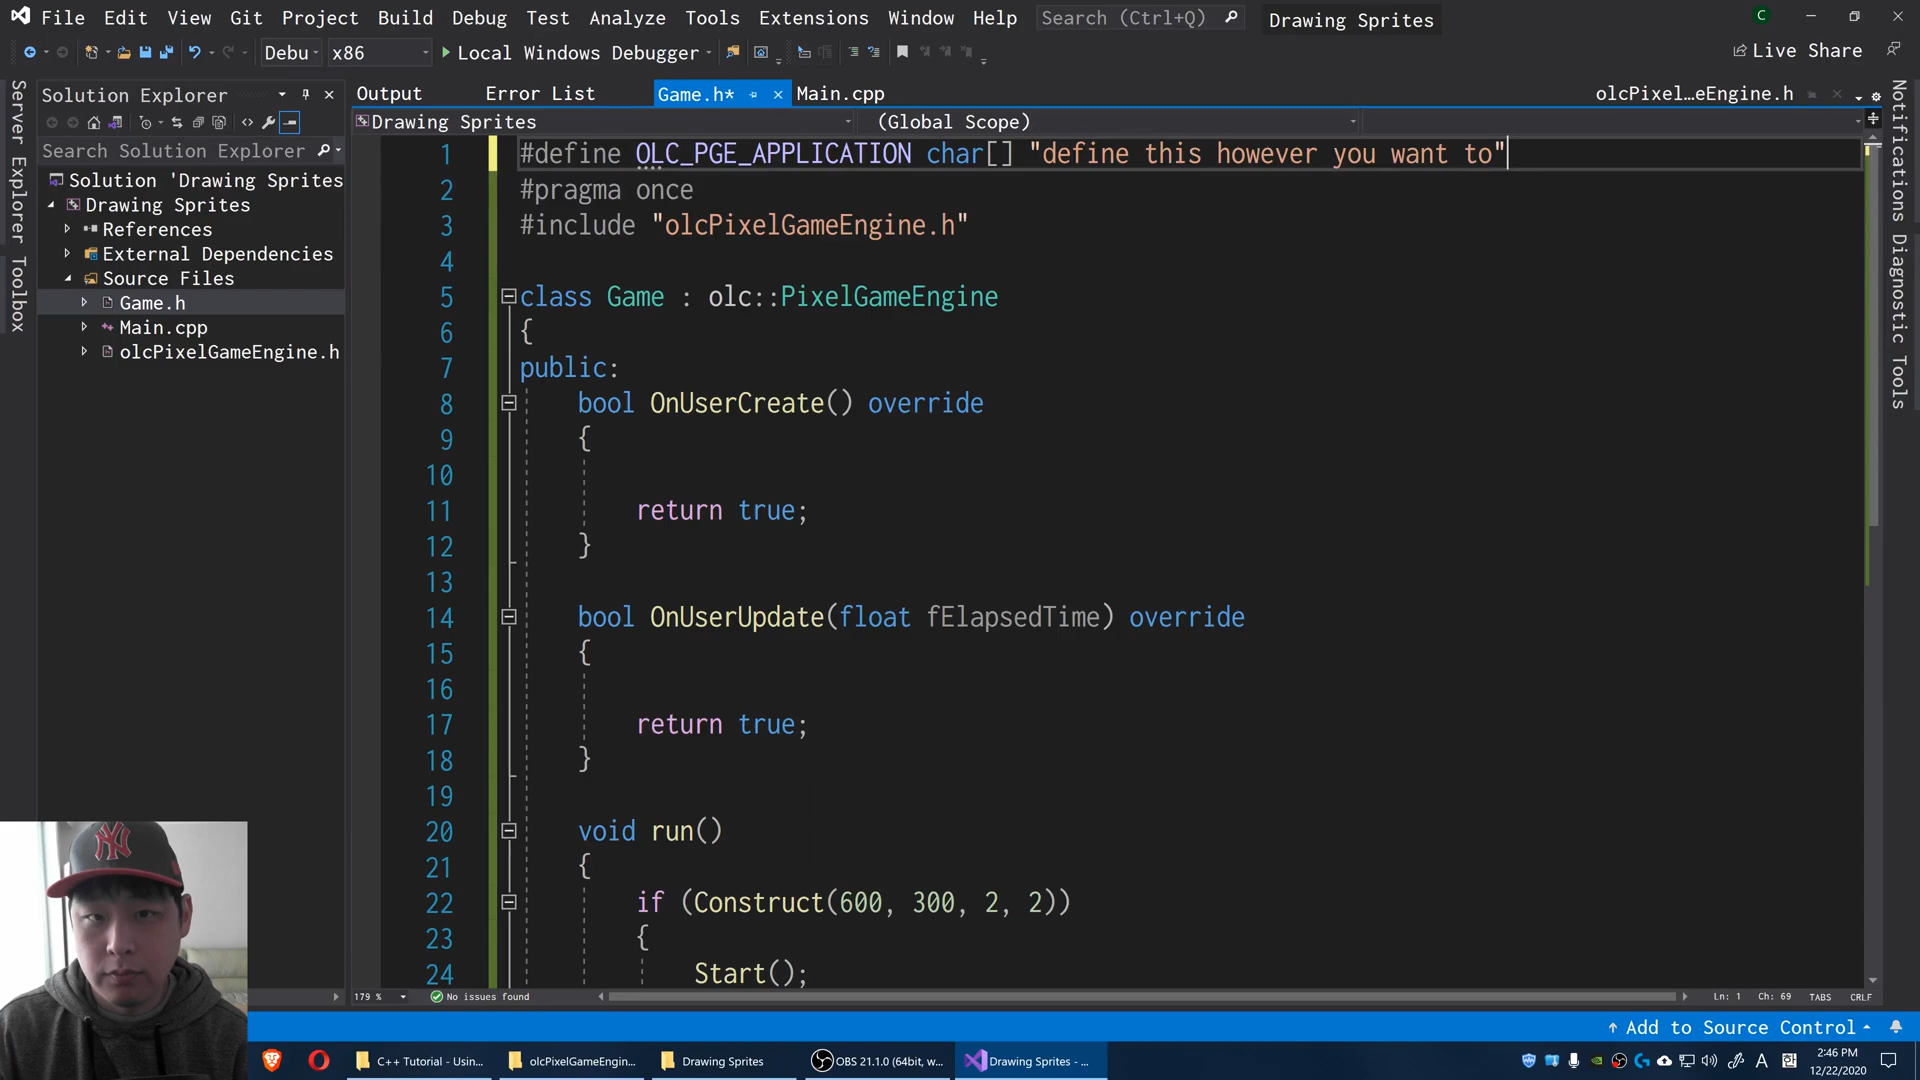 File Edit View Git Project Build Debug Test Analyze Tools Extensions Window Help Search (Ctrl+Q) Drawing Sprites C
Debu x86 Local Windows Debugger Live Share
Server Explorer Toolbox
Solution Explorer
Search Solution Explorer
Solution 'Drawing Sprites
Drawing Sprites
References
External Dependencies
Source Files
Game.h
Main.cpp
olcPixelGameEngine.h
Output Error List Game.h* Main.cpp olcPixel…eEngine.h
Drawing Sprites (Global Scope)
1 #define OLC_PGE_APPLICATION char[] "define this however you want to"
2 #pragma once
3 #include "olcPixelGameEngine.h"
4
5 class Game : olc::PixelGameEngine
6 {
7 public:
8 bool OnUserCreate() override
9 {
10
11 return true;
12 }
13
14 bool OnUserUpdate(float fElapsedTime) override
15 {
16
17 return true;
18 }
19
20 void run()
21 {
22 if (Construct(600, 300, 2, 2))
23 {
24 Start();
Notifications Diagnostic Tools
179 % No issues found Ln: 1 Ch: 69 TABS CRLF
Add to Source Control
C++ Tutorial - Usin... olcPixelGameEngin... Drawing Sprites OBS 21.1.0 (64bit, w... Drawing Sprites - ... A 한 2:46 PM
12/22/2020
NY